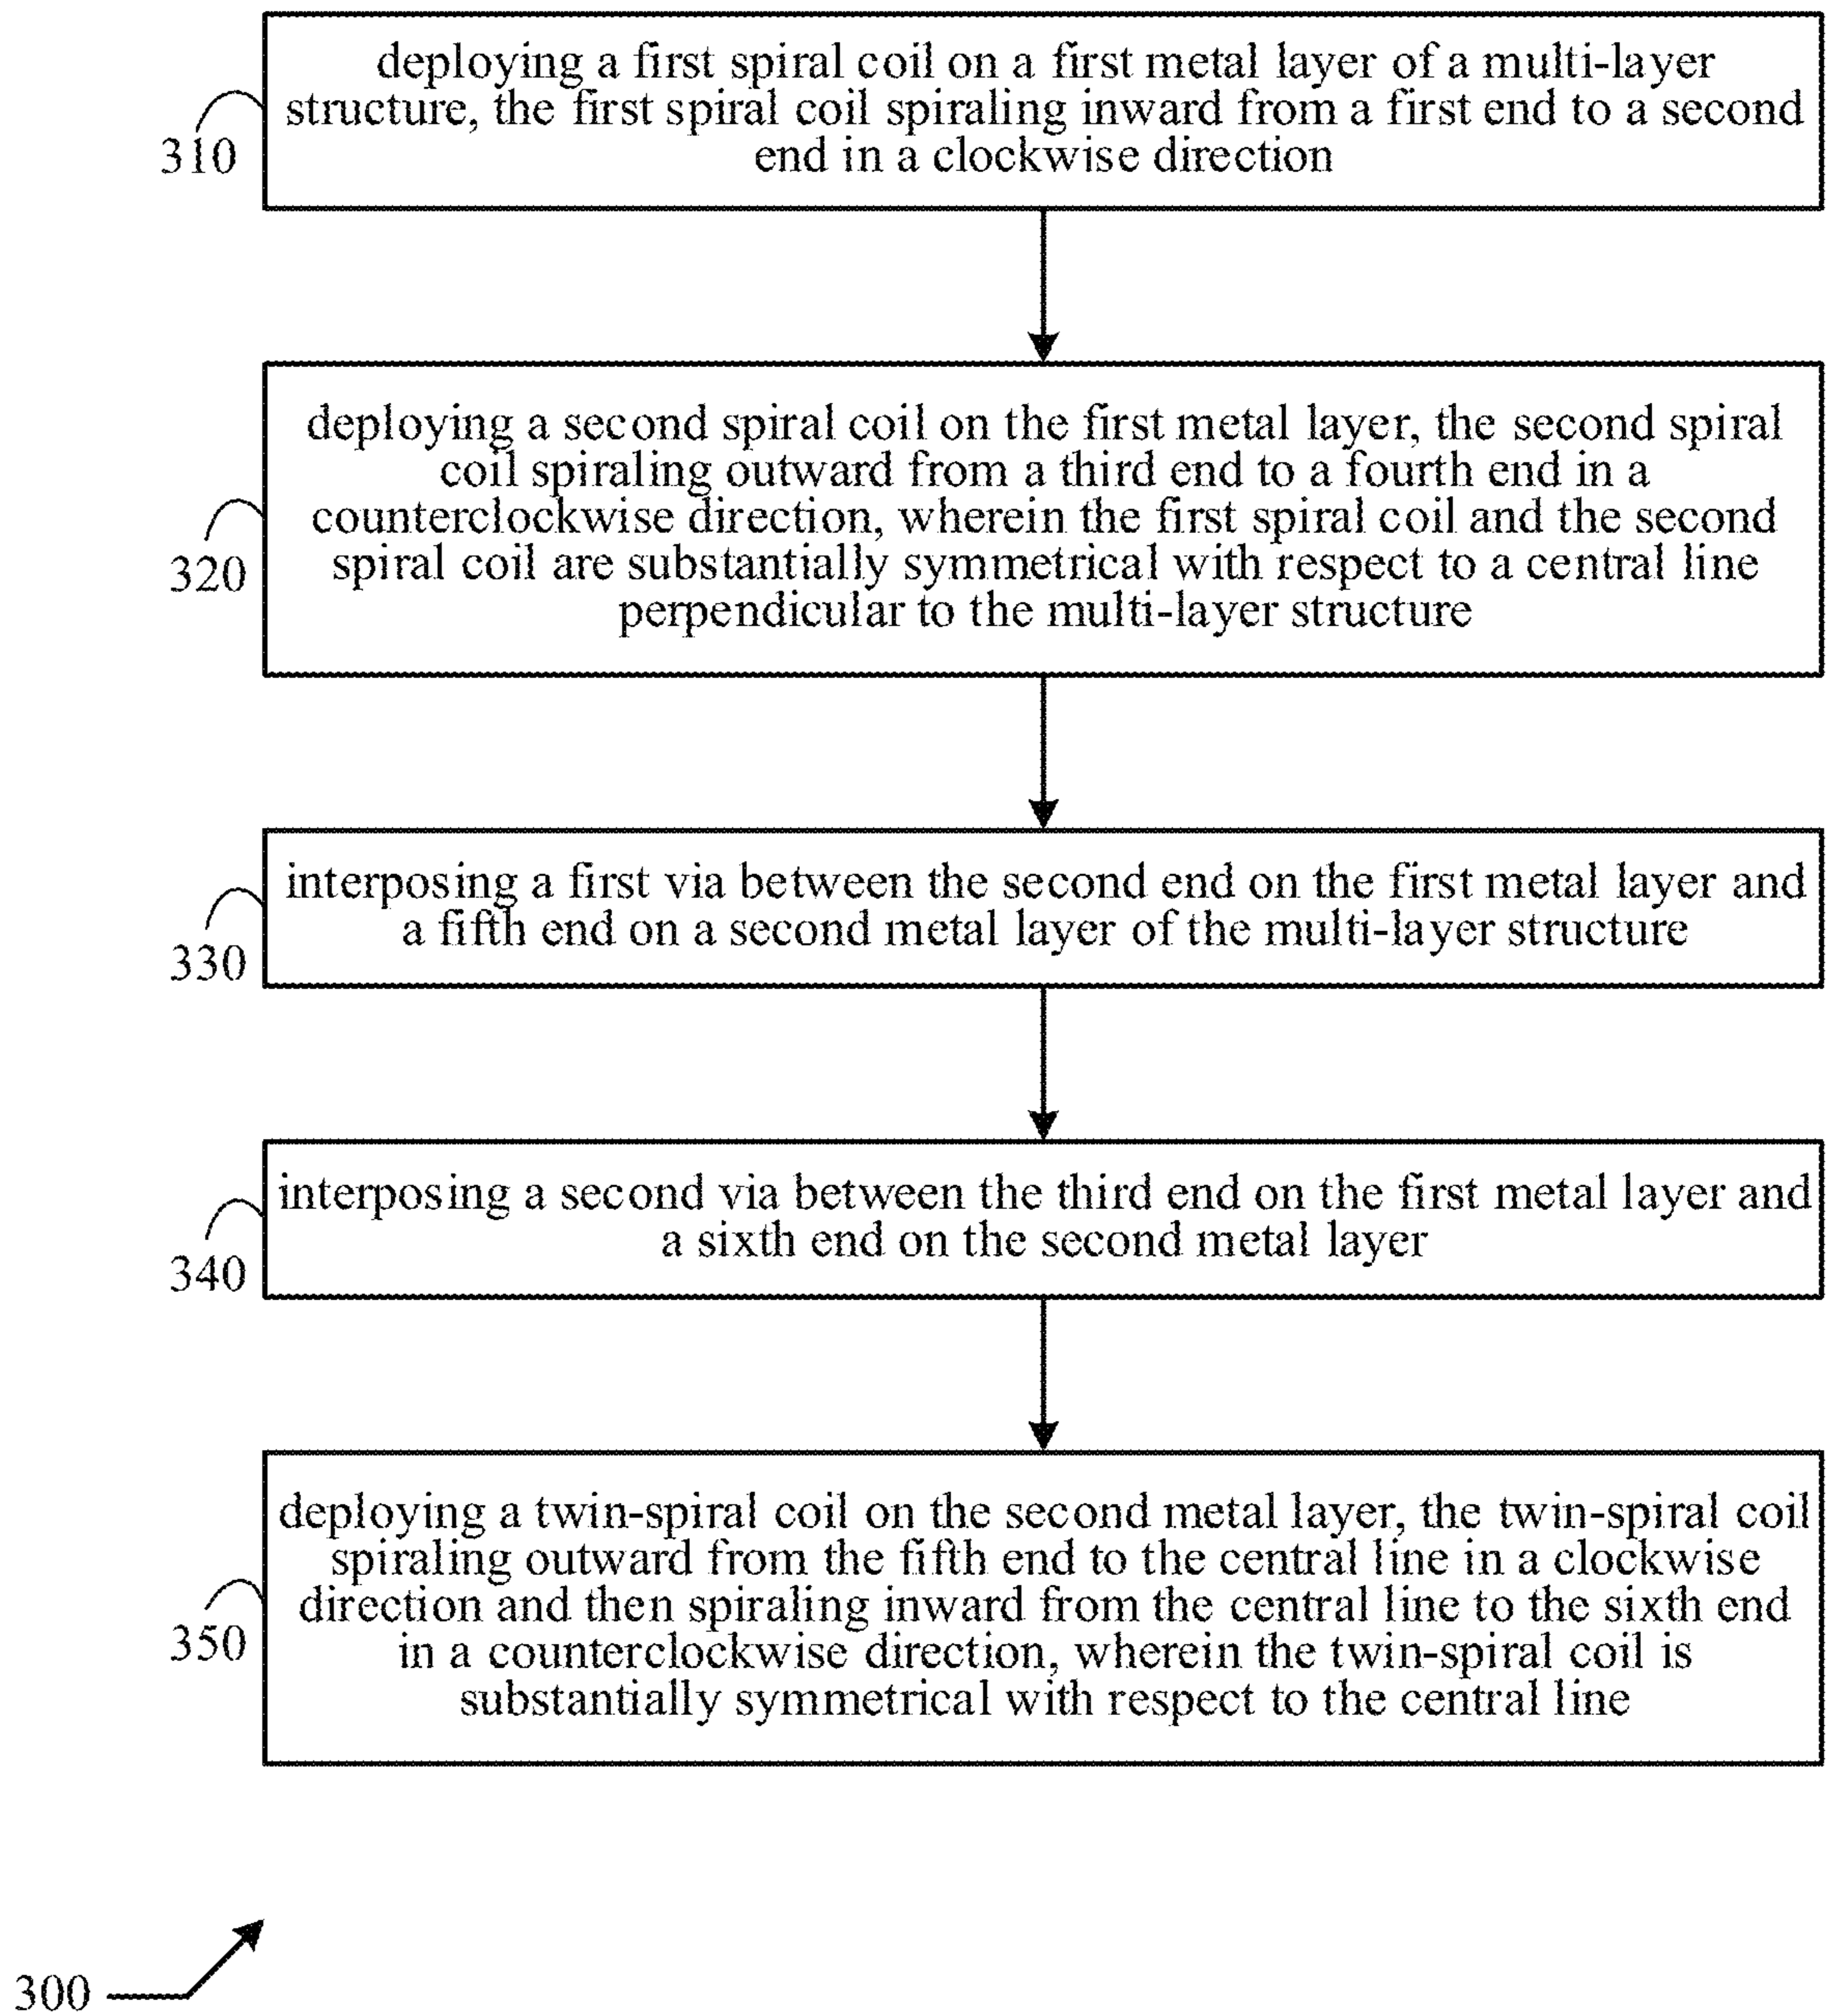 deploying a first spiral coil on a first metal layer of a multi-layer
structure, the first spiral coil spiraling inward from a first end to a second
end in a clockwise direction
310
deploying a second spiral coil on the first metal layer, the second spiral
coil spiraling outward from a third end to a fourth end in a
counterclockwise direction, wherein the first spiral coil and the second
spiral coil are substantially symmetrical with respect to a central line
perpendicular to the multi-layer structure
320
interposing a first via between the second end on the first metal layer and
a fifth end on a second metal layer of the multi-layer structure
330
interposing a second via between the third end on the first metal layer and
a sixth end on the second metal layer
340
deploying a twin-spiral coil on the second metal layer, the twin-spiral coil
spiraling outward from the fifth end to the central line in a clockwise
direction and then spiraling inward from the central line to the sixth end
in a counterclockwise direction, wherein the twin-spiral coil is
substantially symmetrical with respect to the central line
350
300